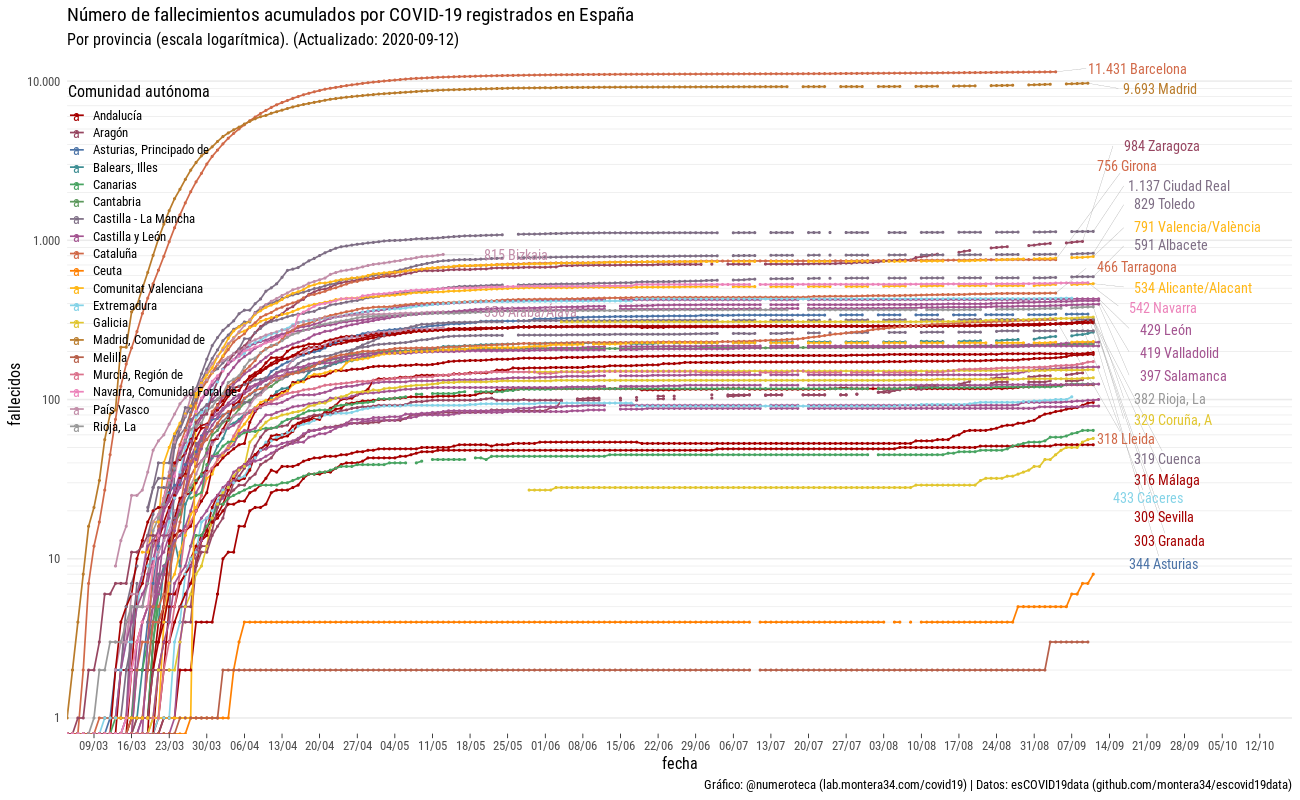 Número de fallecimientos acumulados por COVID-19 registrados en España
Por provincia (escala logarítmica). (Actualizado: 2020-09-12)
fallecidos
10.000
1.000
100
10
1
Comunidad autónoma
Andalucía
Aragón
Asturias, Principado de
Balears, Illes
Canarias
Cantabria
Castilla - La Mancha
Castilla y León
Cataluña
Ceuta
Comunitat Valenciana
Extremadura
Galicia
Madrid, Comunidad de
Melilla
Murcia, Región de
Navarra, Comunidad Foral de
País Vasco
Rioja, La
815 Bizkaia
11.431 Barcelona
9.693 Madrid
984 Zaragoza
756 Girona
1.137 Ciudad Real
829 Toledo
791 Valencia/València
591 Albacete
466 Tarragona
534 Alicante/Alacant
542 Navarra
429 León
419 Valladolid
397 Salamanca
382 Rioja, La
329 Coruña, A
318 Lleida
319 Cuenca
316 Málaga
433 Cáceres
309 Sevilla
303 Granada
344 Asturias
09/03 16/03 23/03 30/03 06/04 13/04 20/04 27/04 04/05 11/05 18/05 25/05 01/06 08/06 15/06 22/06 29/06 06/07 13/07 20/07 27/07 03/08 10/08 17/08 24/08 31/08 07/09 14/09 21/09 28/09 05/10 12/10
fecha
Gráfico: @numeroteca (lab.montera34.com/covid19) | Datos: esCOVID19data (github.com/montera34/escovid19data)